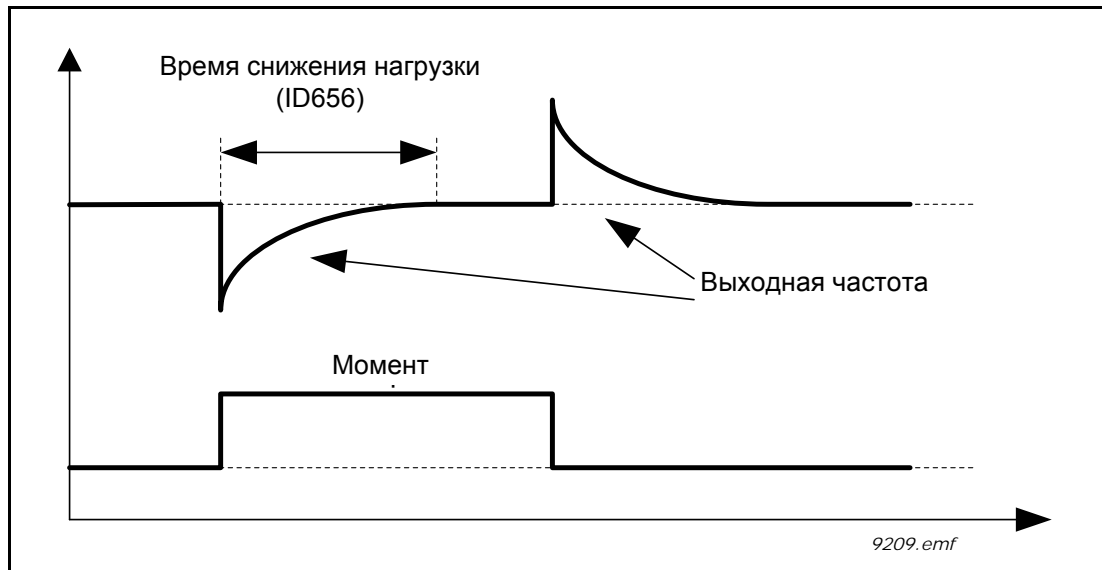 Время снижения нагрузки
(ID656)
Выходная частота
Момент
9209.emf